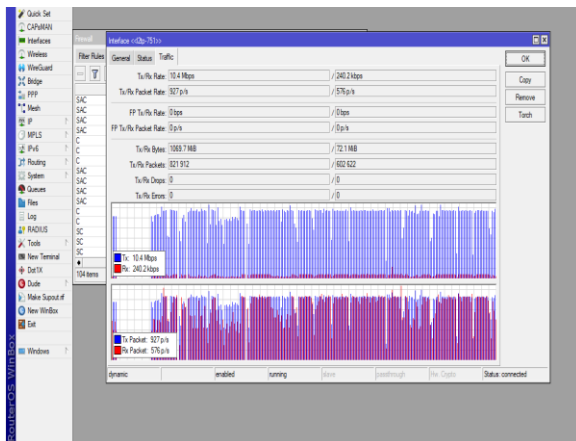 Quick Set
CAPsMAN
Interfaces
Wireless
WireGuard
Bridge
PPP
Mesh
IP
MPLS
IPv6
Routing
System
Queues
Files
Log
RADIUS
Tools
New Terminal
Dot1X
Dude
Make Supout.rif
New WinBox
Exit
Windows
RouterOS WinBox
Firewall
Filter Rules
SAC
SAC
SAC
C
C
C
SAC
SAC
SAC
C
C
SC
SC
SC
104 items
Interface <<l2tp-751>>
General Status Traffic
Tx/Rx Rate: 10.4 Mbps / 240.2 kbps
Tx/Rx Packet Rate: 927 p/s / 576 p/s
FP Tx/Rx Rate: 0 bps / 0 bps
FP Tx/Rx Packet Rate: 0 p/s / 0 p/s
Tx/Rx Bytes: 1069.7 MiB / 72.1 MiB
Tx/Rx Packets: 821 912 / 602 622
Tx/Rx Drops: 0 / 0
Tx/Rx Errors: 0 / 0
Tx: 10.4 Mbps
Rx: 240.2 kbps
Tx Packet: 927 p/s
Rx Packet: 576 p/s
OK
Copy
Remove
Torch
dynamic enabled running slave passthrough Hw. Crypto Status: connected